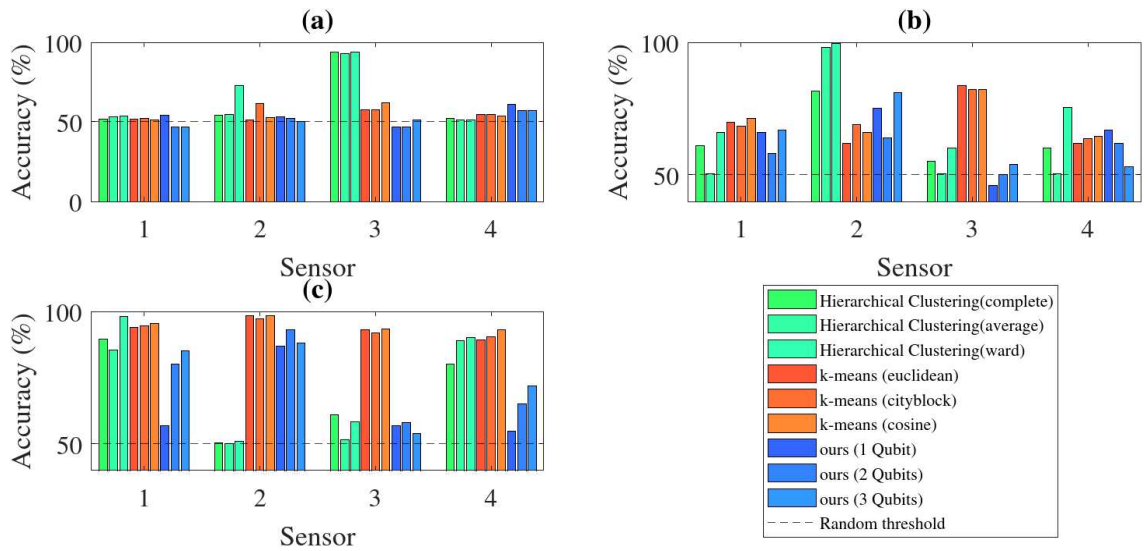 (a)
100
50
0
Accuracy (%)
1 2 3 4
Sensor
(b)
100
50
Accuracy (%)
1 2 3 4
Sensor
(c)
100
50
Accuracy (%)
1 2 3 4
Sensor
Hierarchical Clustering(complete)
Hierarchical Clustering(average)
Hierarchical Clustering(ward)
k-means (euclidean)
k-means (cityblock)
k-means (cosine)
ours (1 Qubit)
ours (2 Qubits)
ours (3 Qubits)
Random threshold